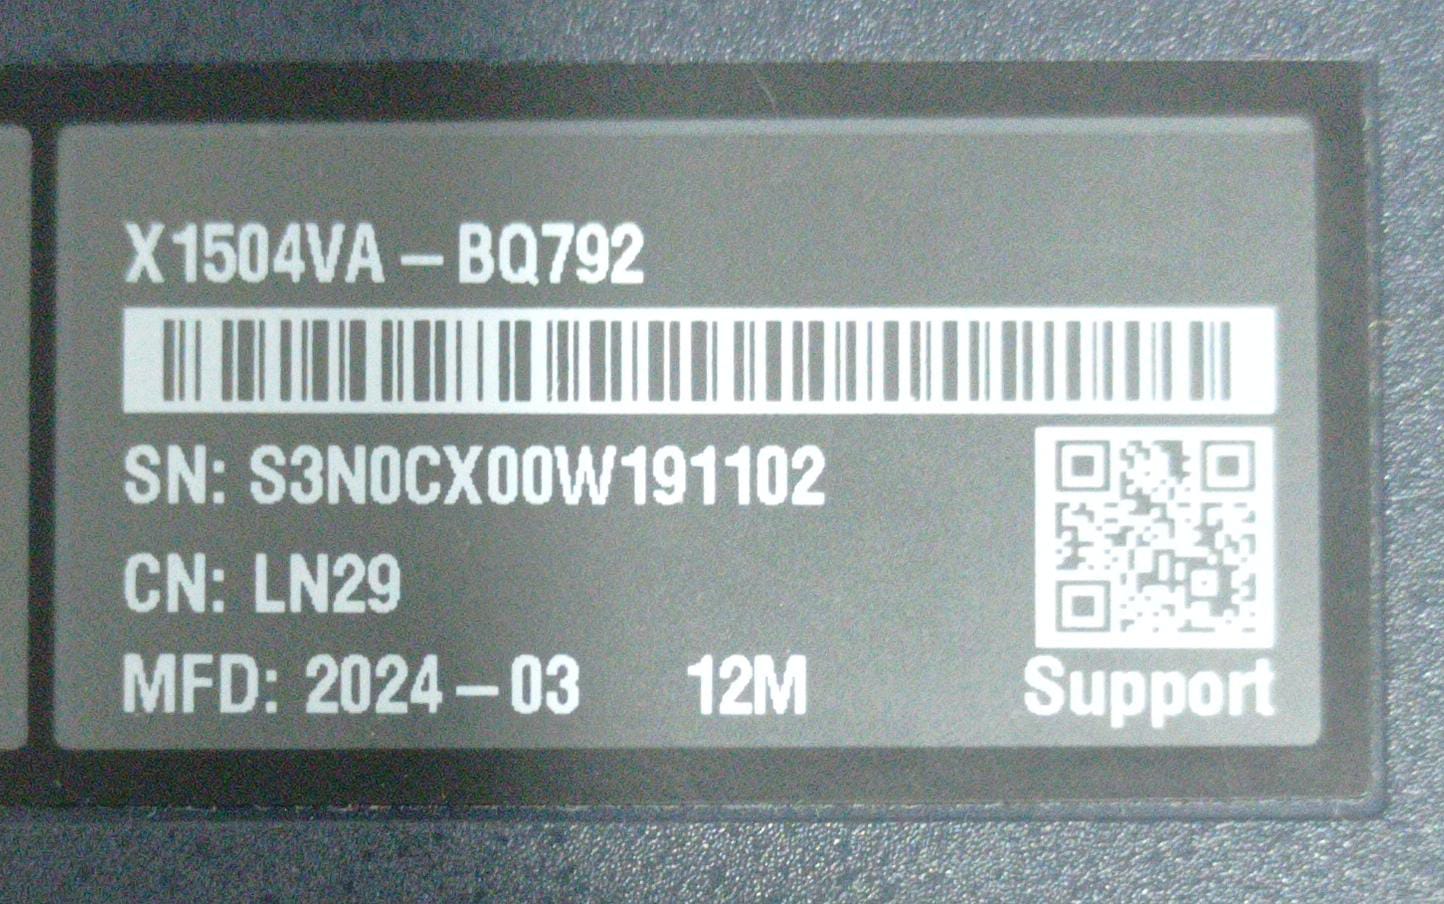 X1504VA-BQ792
SN: S3N0CX00W191102
CN: LN29
MFD: 2024-03 12M
Support